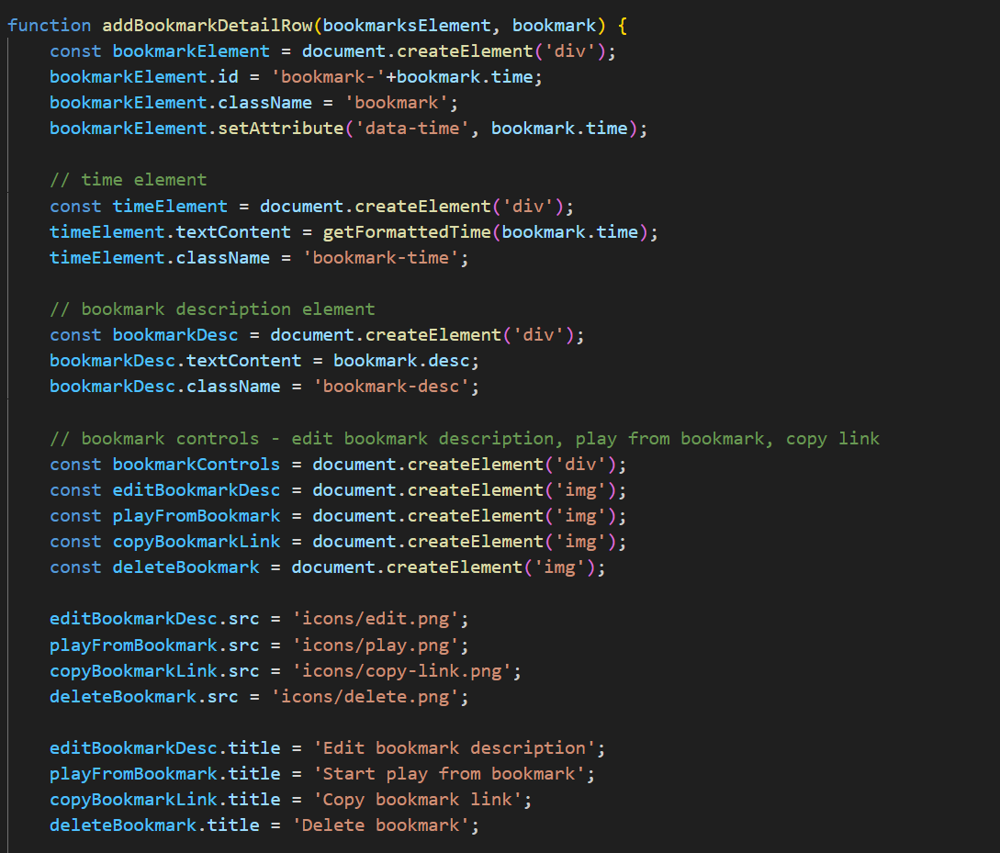 function addBookmarkDetailRow(bookmarksElement, bookmark) {
    const bookmarkElement = document.createElement('div');
    bookmarkElement.id = 'bookmark-'+bookmark.time;
    bookmarkElement.className = 'bookmark';
    bookmarkElement.setAttribute('data-time', bookmark.time);

    // time element
    const timeElement = document.createElement('div');
    timeElement.textContent = getFormattedTime(bookmark.time);
    timeElement.className = 'bookmark-time';

    // bookmark description element
    const bookmarkDesc = document.createElement('div');
    bookmarkDesc.textContent = bookmark.desc;
    bookmarkDesc.className = 'bookmark-desc';

    // bookmark controls - edit bookmark description, play from bookmark, copy link
    const bookmarkControls = document.createElement('div');
    const editBookmarkDesc = document.createElement('img');
    const playFromBookmark = document.createElement('img');
    const copyBookmarkLink = document.createElement('img');
    const deleteBookmark = document.createElement('img');

    editBookmarkDesc.src = 'icons/edit.png';
    playFromBookmark.src = 'icons/play.png';
    copyBookmarkLink.src = 'icons/copy-link.png';
    deleteBookmark.src = 'icons/delete.png';

    editBookmarkDesc.title = 'Edit bookmark description';
    playFromBookmark.title = 'Start play from bookmark';
    copyBookmarkLink.title = 'Copy bookmark link';
    deleteBookmark.title = 'Delete bookmark';